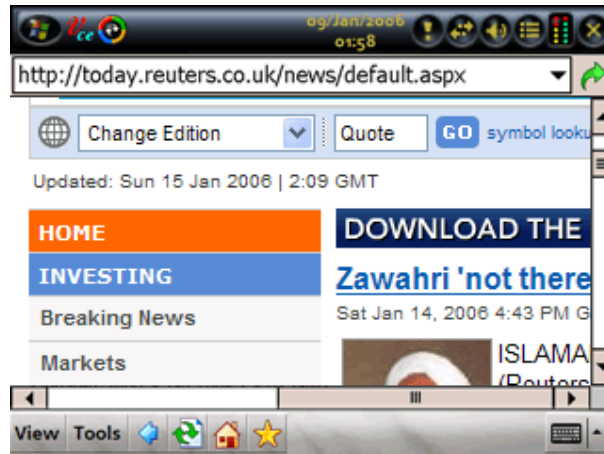 09/Jan/2006
01:58
http://today.reuters.co.uk/news/default.aspx
Change Edition Quote GO symbol looku
Updated: Sun 15 Jan 2006 | 2:09 GMT
HOME
DOWNLOAD THE
INVESTING
Zawahri 'not there
Breaking News
Sat Jan 14, 2006 4:43 PM G
Markets
ISLAMA
(Reuters
View Tools